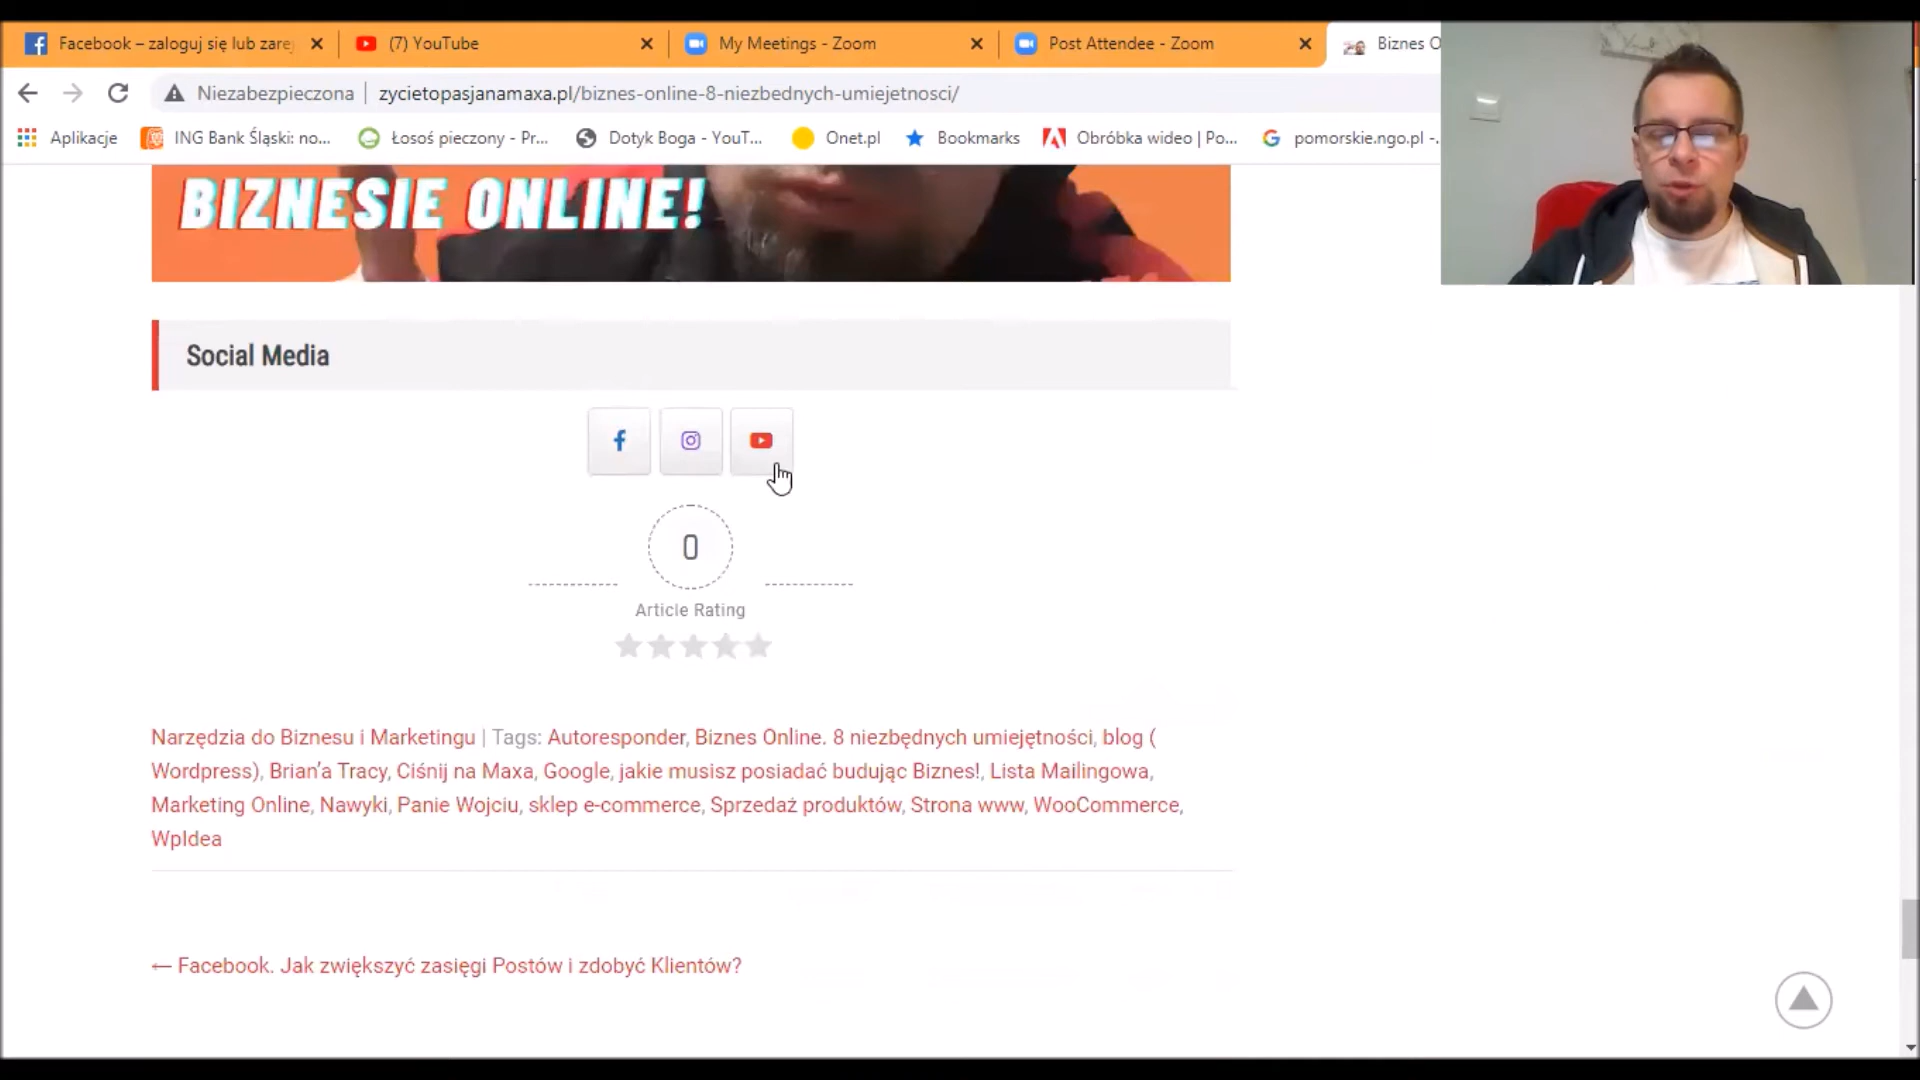 Facebook – zaloguj się lub zare
(7) YouTube
My Meetings - Zoom
Post Attendee - Zoom
Biznes O
Niezabezpieczona
zycietopasjanamaxa.pl/biznes-online-8-niezbednych-umiejetnosci/
Aplikacje
ING Bank Śląski: no...
Łosoś pieczony - Pr...
Dotyk Boga - YouT...
Onet.pl
Bookmarks
Obróbka wideo | Po...
pomorskie.ngo.pl -...
BIZNESIE ONLINE!
Social Media
0
Article Rating
Narzędzia do Biznesu i Marketingu | Tags: Autoresponder, Biznes Online. 8 niezbędnych umiejętności, blog (
Wordpress), Brian’a Tracy, Ciśnij na Maxa, Google, jakie musisz posiadać budując Biznes!, Lista Mailingowa,
Marketing Online, Nawyki, Panie Wojciu, sklep e-commerce, Sprzedaż produktów, Strona www, WooCommerce,
WpIdea
← Facebook. Jak zwiększyć zasięgi Postów i zdobyć Klientów?